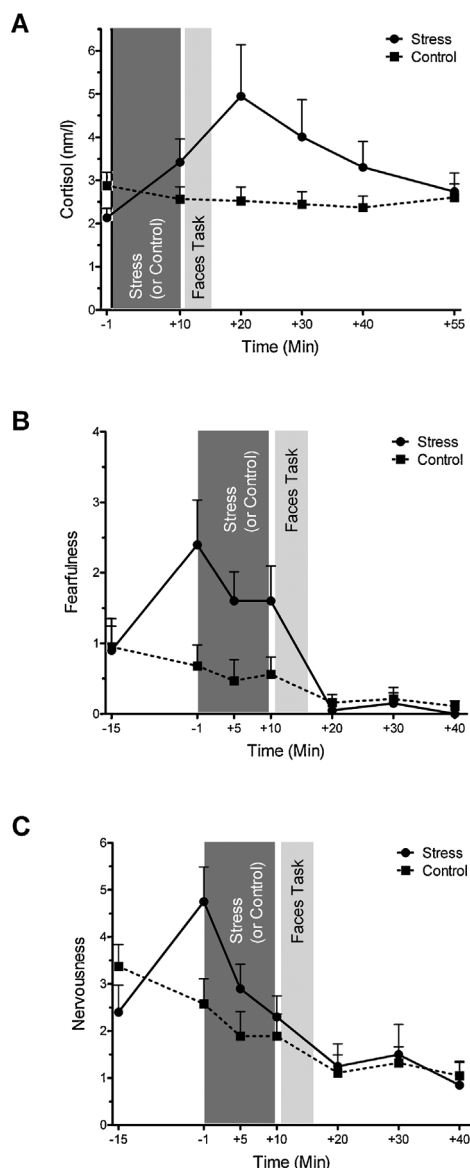 A
Stress
Control
Cortisol (nm/l)
6
5
4
3
2
1
0
Stress
(or Control)
Faces Task
-1
+10
+20
+30
+40
+55
Time (Min)
B
Stress
Control
Fearfulness
4
3
2
1
0
Stress
(or Control)
Faces Task
-15
-1
+5
+10
+20
+30
+40
Time (Min)
C
Stress
Control
Nervousness
6
5
4
3
2
1
0
Stress
(or Control)
Faces Task
-15
-1
+5
+10
+20
+30
+40
Time (Min)